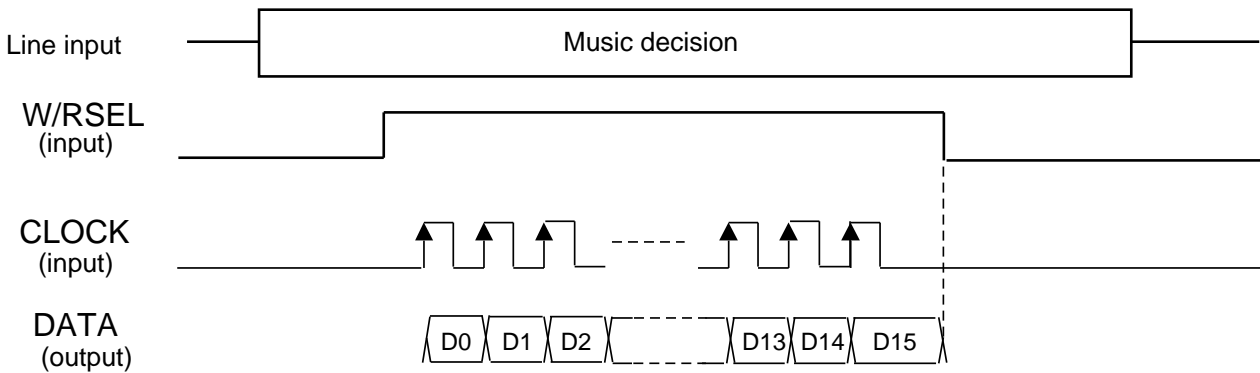 Line input
Music decision
W/RSEL
(input)
CLOCK
(input)
DATA
(output)
D0 D1 D2 D13 D14 D15